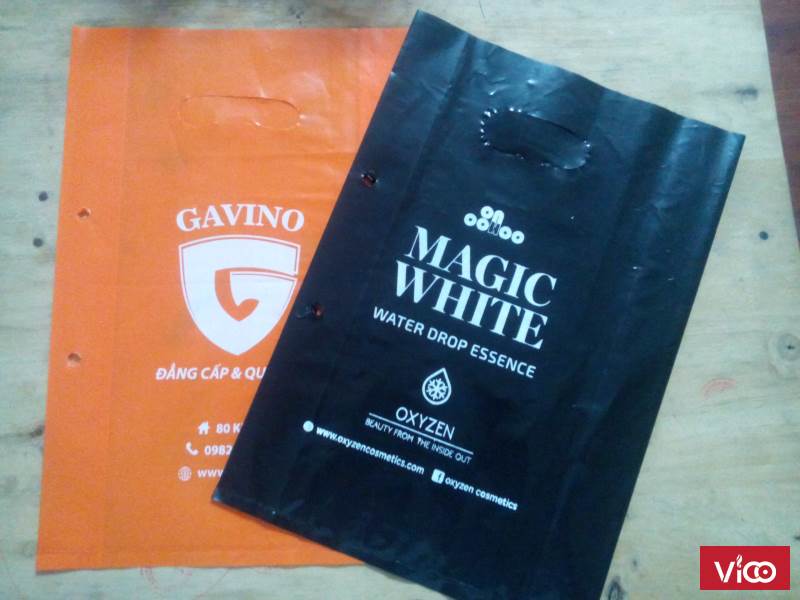 GAVINO
ĐẲNG CẤP &
80
0982
www.
MAGIC
WHITE
WATER DROP ESSENCE
OXYZEN
BEAUTY FROM THE INSIDE OUT
www.oxyzencosmetics.com
f oxyzen cosmetics
ViCO